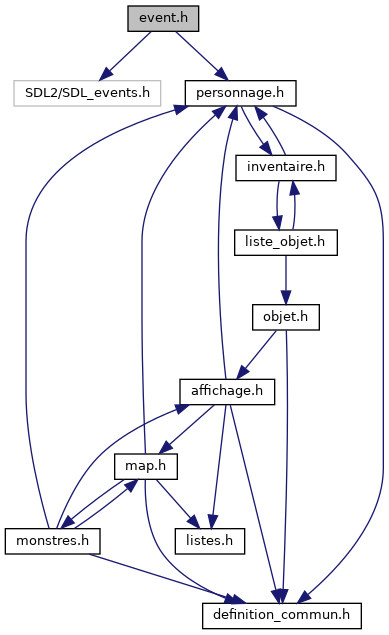 event.h
SDL2/SDL_events.h
personnage.h
inventaire.h
liste_objet.h
objet.h
affichage.h
map.h
monstres.h
listes.h
definition_commun.h